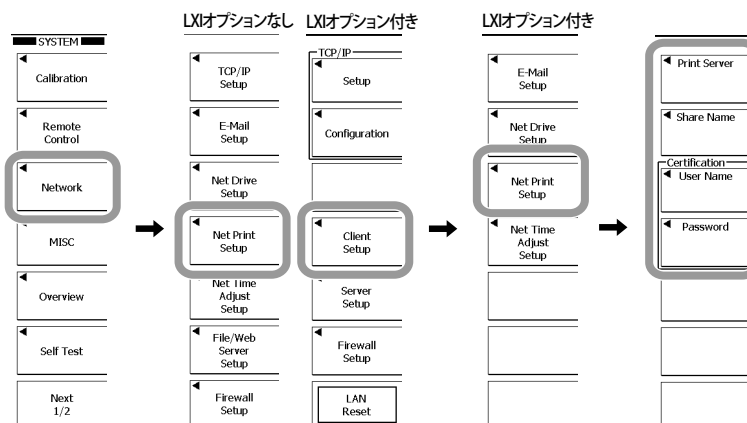 LXIオプションなし
LXIオプション付き
LXIオプション付き
SYSTEM
Calibration
Remote
Control
Network
MISC
Overview
Self Test
Next
1/2
TCP/IP
Setup
E-Mail
Setup
Net Drive
Setup
Net Print
Setup
Net Time
Adjust
Setup
File/Web
Server
Setup
Firewall
Setup
TCP/IP
Setup
Configuration
Client
Setup
Server
Setup
Firewall
Setup
LAN
Reset
E-Mail
Setup
Net Drive
Setup
Net Print
Setup
Net Time
Adjust
Setup
Print Server
Share Name
Certification
User Name
Password